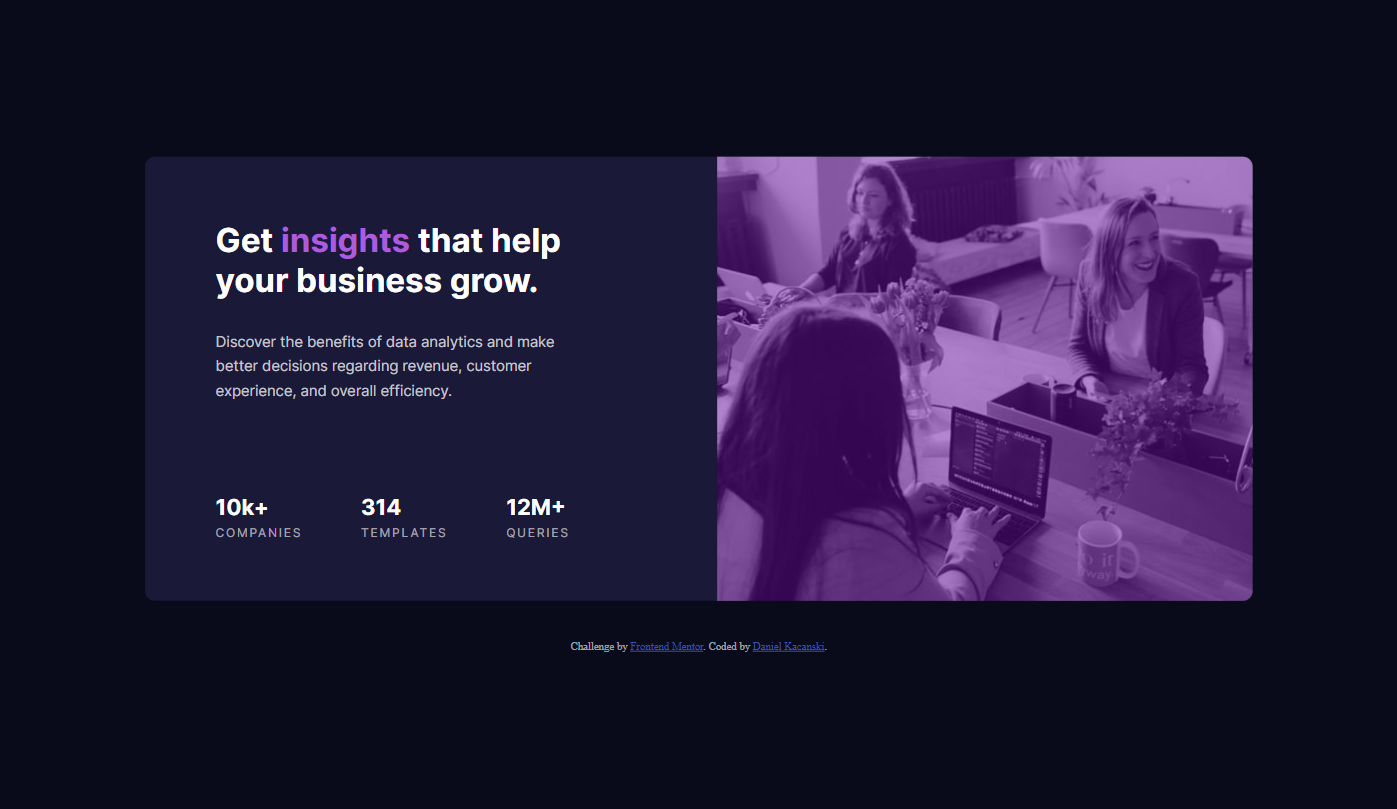 Get insights that help
your business grow.
Discover the benefits of data analytics and make
better decisions regarding revenue, customer
experience, and overall efficiency.
10k+ 314 12M+
COMPANIES TEMPLATES QUERIES
o it
yway.
Challenge by Frontend Mentor. Coded by Daniel Kacanski.